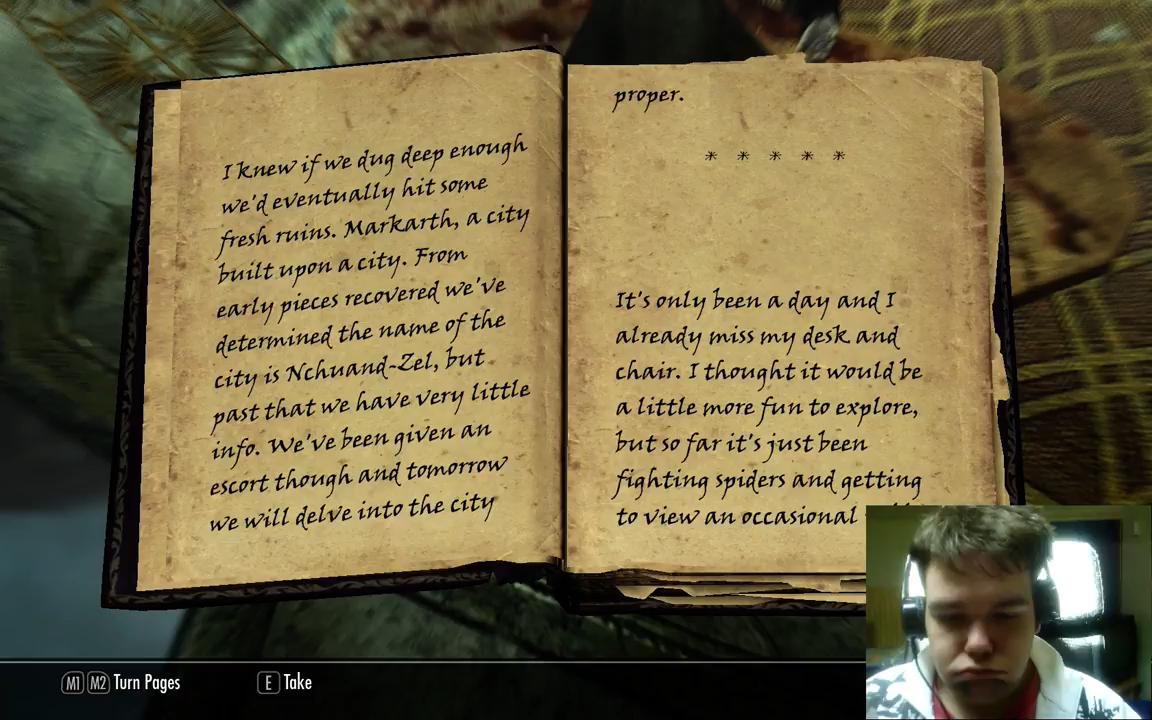 I knew if we dug deep enough
we'd eventually hit some
fresh ruins. Markarth, a city
built upon a city. From
early pieces recovered we've
determined the name of the
city is Nchuand-Zel, but
past that we have very little
info. We've been given an
escort though and tomorrow
we will delve into the city
proper.
* * * * *
It's only been a day and I
already miss my desk and
chair. I thought it would be
a little more fun to explore,
but so far it's just been
fighting spiders and getting
to view an occasional
M1 M2 Turn Pages
E Take